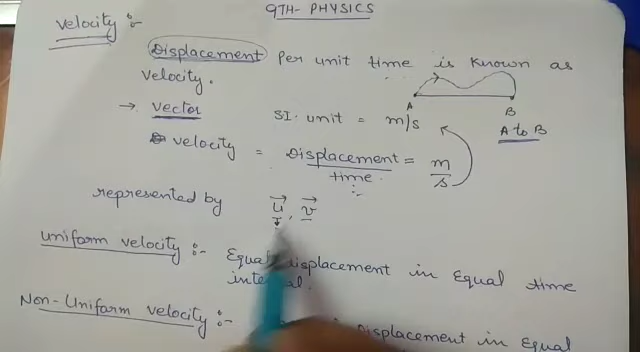 9TH- PHYSICS
Velocity :-
Displacement Per unit time is known as
velocity.
A B
→ vector SI. unit = m/s A to B
velocity = Displacement/time = m/s
represented by u⃗, v⃗
uniform velocity :- Equal displacement in Equal time
interval.
Non-Uniform velocity :- displacement in Equal